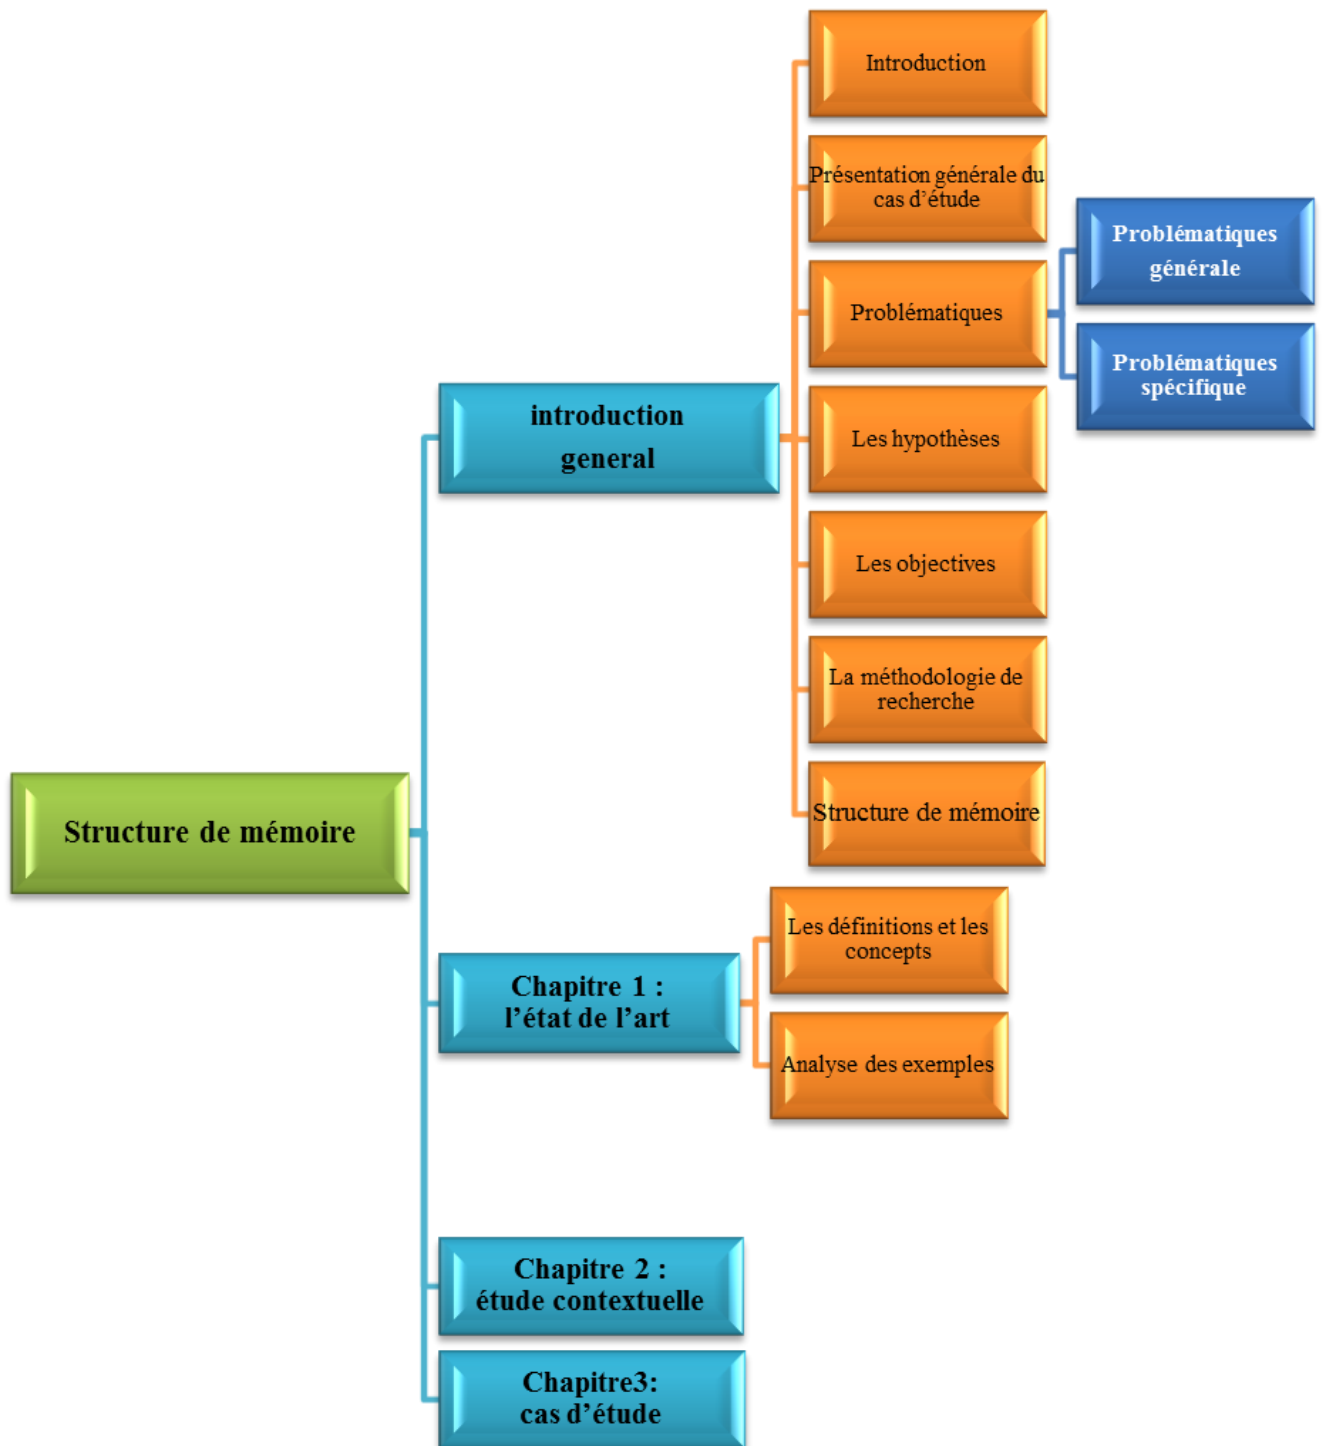 Structure de mémoire
introduction
general
Introduction
Présentation générale du
cas d'étude
Problématiques
Problématiques
générale
Problématiques
spécifique
Les hypothèses
Les objectives
La méthodologie de
recherche
Structure de mémoire
Chapitre 1 :
l'état de l'art
Les définitions et les
concepts
Analyse des exemples
Chapitre 2 :
étude contextuelle
Chapitre3:
cas d'étude